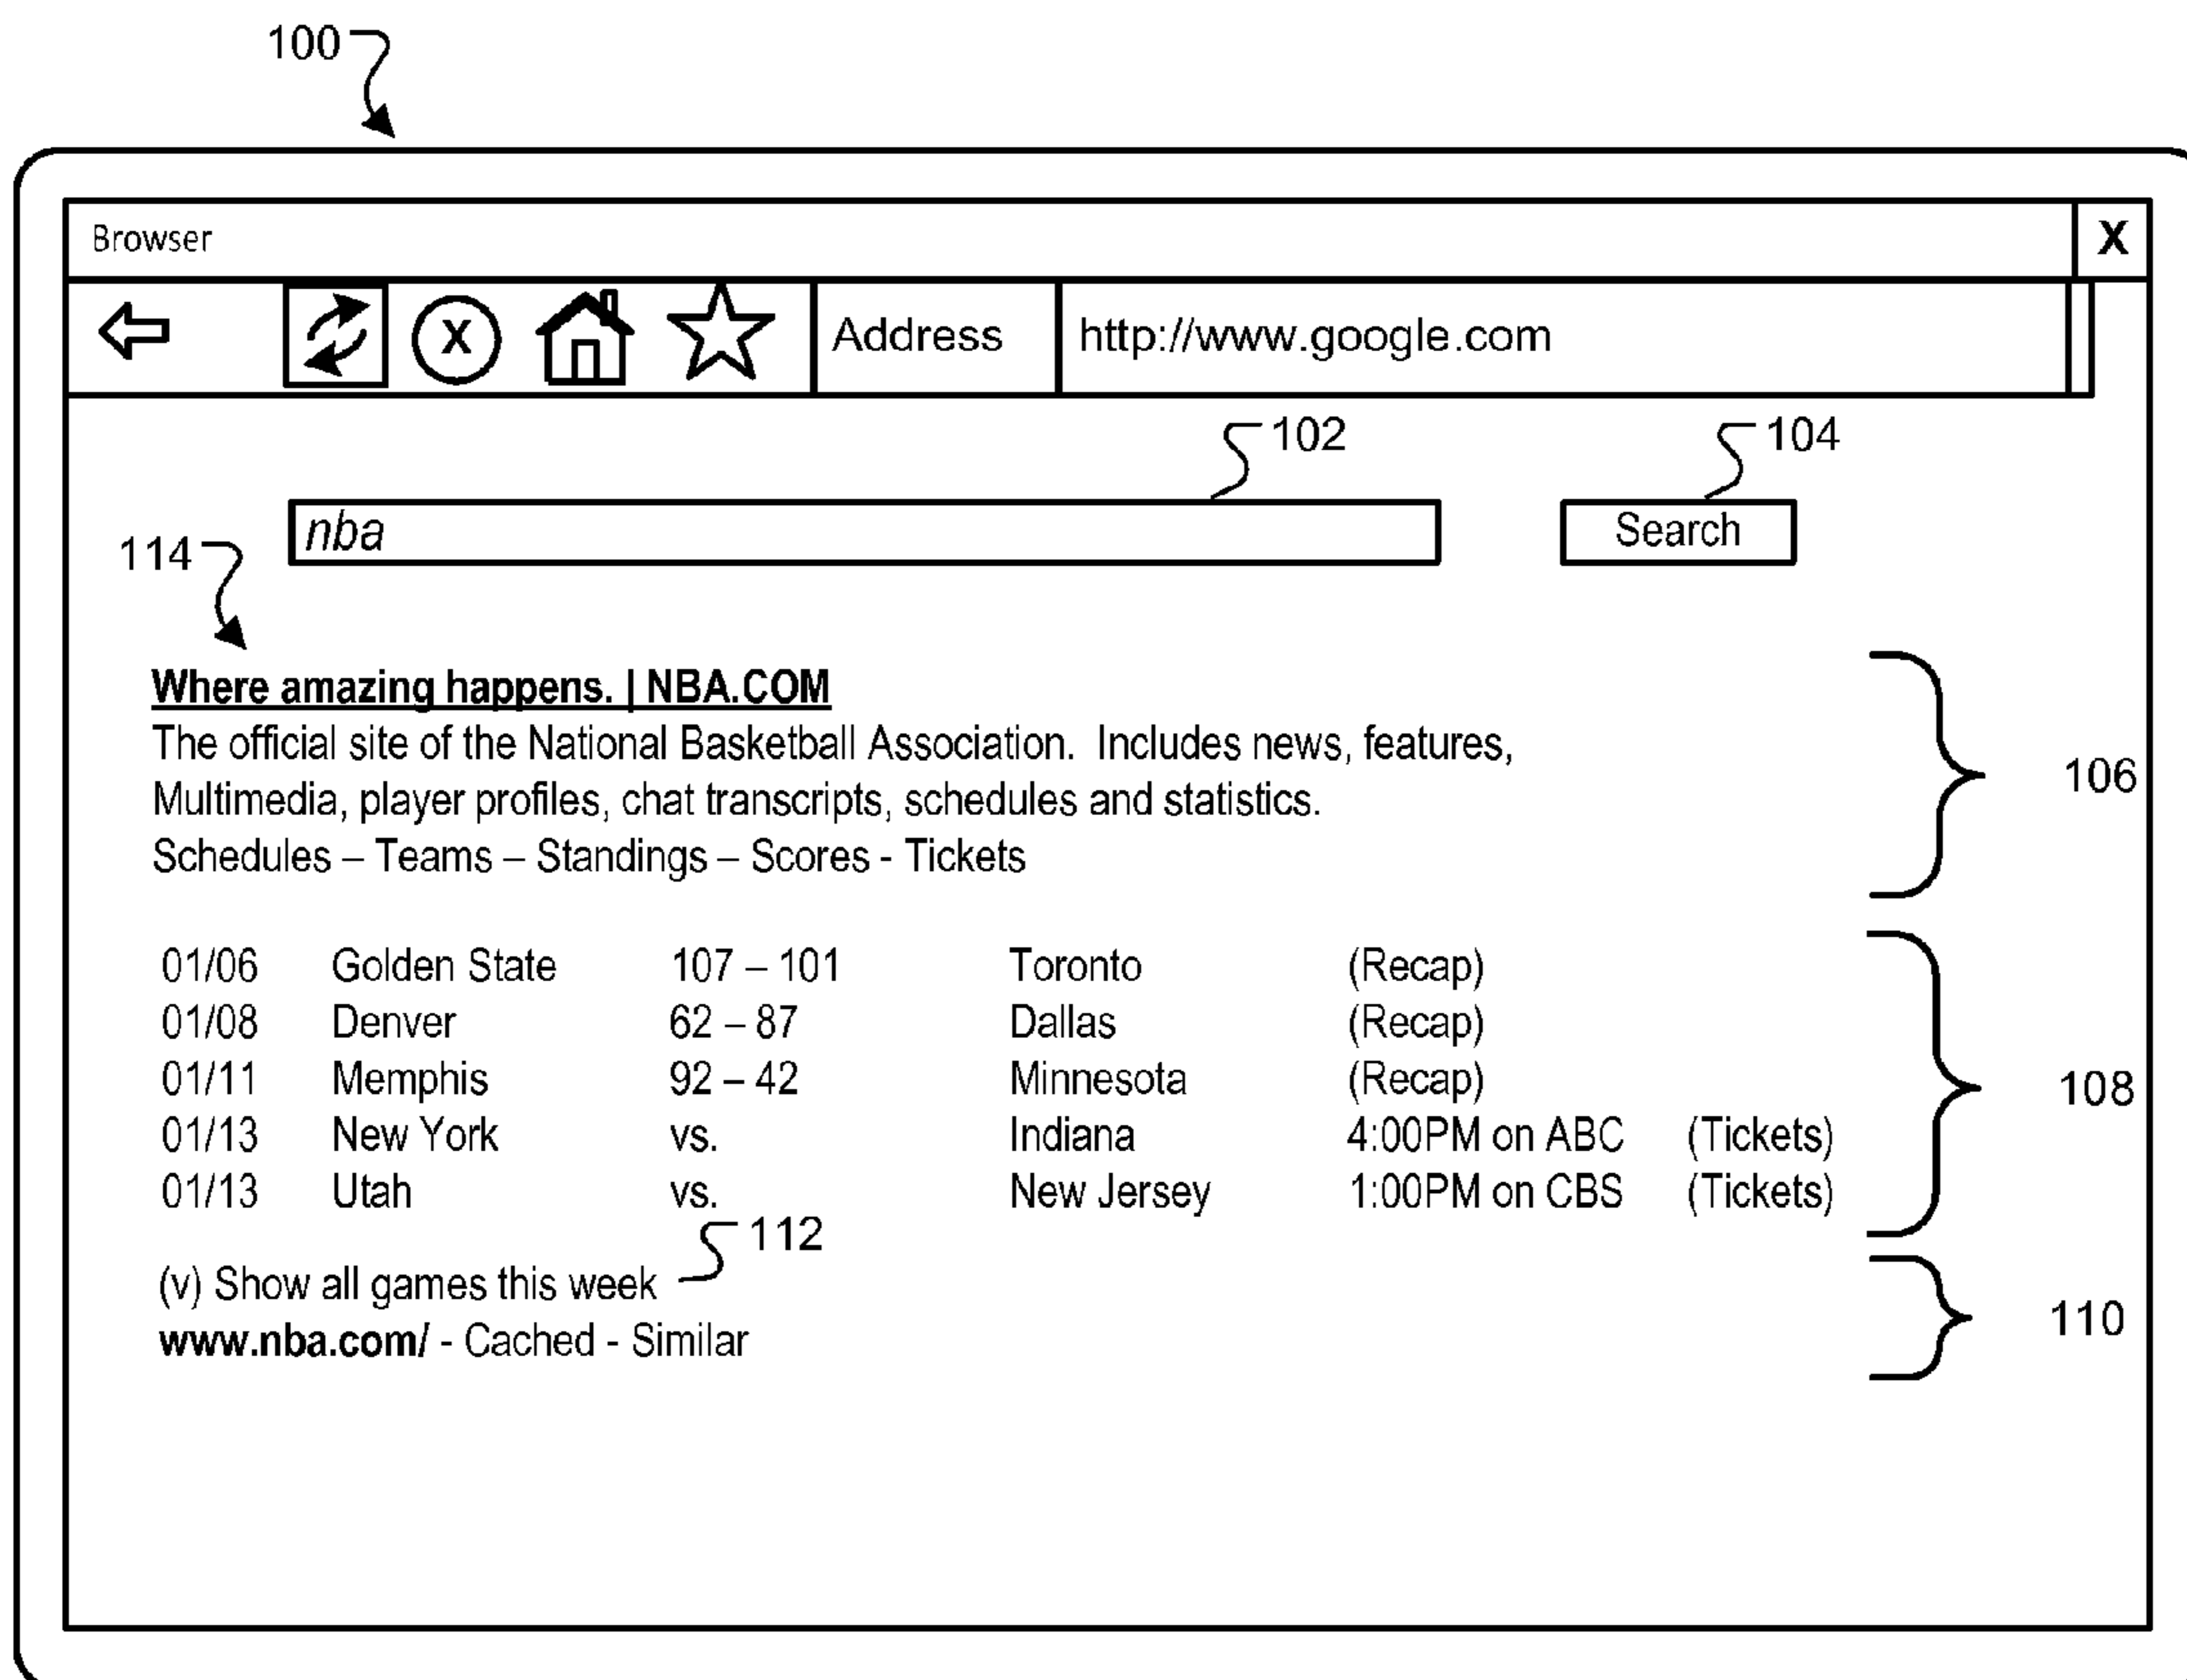 100
Browser X
X Address http://www.google.com
102 104
nba Search
114
Where amazing happens. | NBA.COM
The official site of the National Basketball Association. Includes news, features,
Multimedia, player profiles, chat transcripts, schedules and statistics.
106
Schedules – Teams – Standings – Scores - Tickets
01/06 Golden State 107 – 101 Toronto (Recap)
01/08 Denver 62 – 87 Dallas (Recap)
01/11 Memphis 92 – 42 Minnesota (Recap)
108
01/13 New York vs. Indiana 4:00PM on ABC (Tickets)
01/13 Utah vs. New Jersey 1:00PM on CBS (Tickets)
112
(v) Show all games this week
110
www.nba.com/ - Cached - Similar